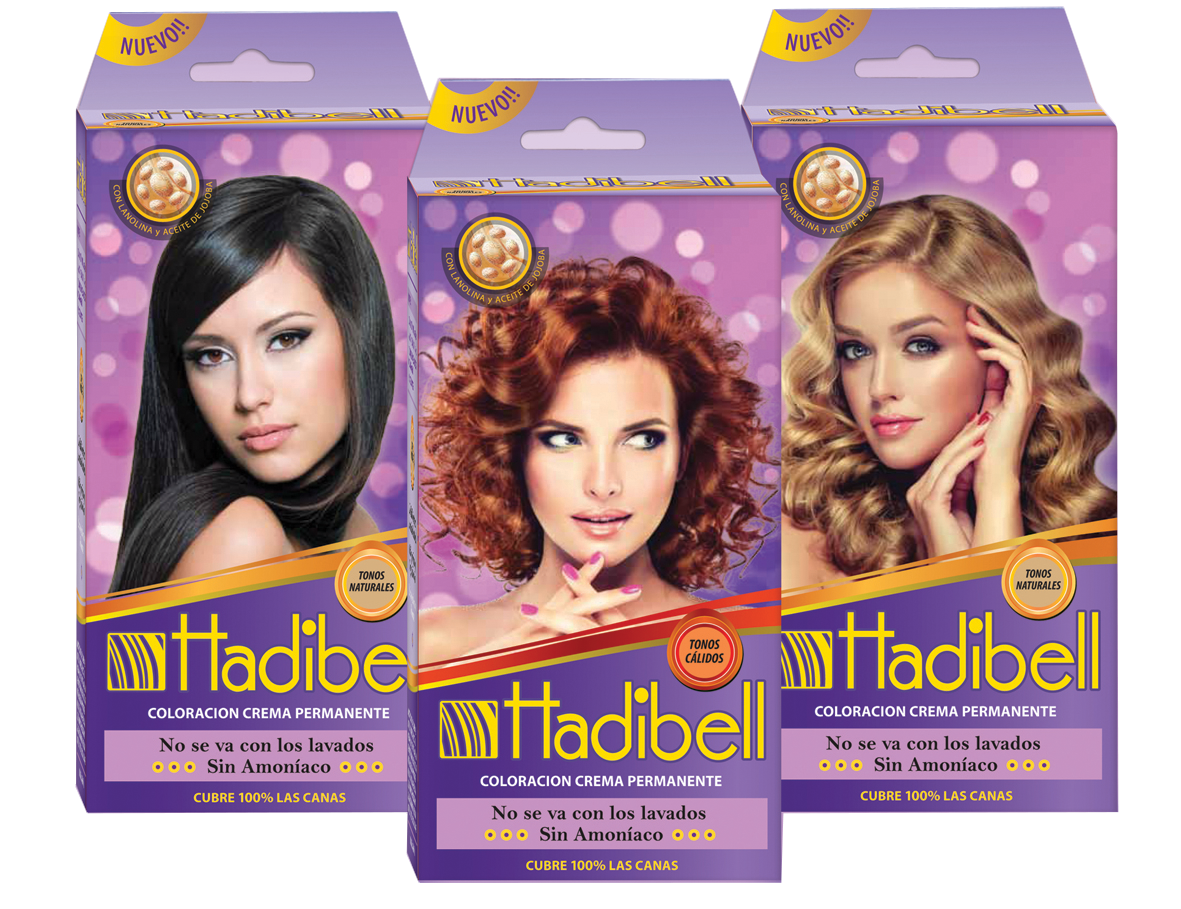 NUEVO!!
Hadibell
CON LANOLINA y ACEITE DE JOJOBA
TONOS
NATURALES
Hadibe
COLORACION CREMA PERMANENTE
No se va con los lavados
Sin Amoníaco
CUBRE 100% LAS CANAS
NUEVO!!
Hadibell
CON LANOLINA y ACEITE DE JOJOBA
TONOS
CÁLIDOS
Hadibell
COLORACION CREMA PERMANENTE
No se va con los lavados
Sin Amoníaco
CUBRE 100% LAS CANAS
NUEVO!!
Hadibell
CON LANOLINA y ACEITE DE JOJOBA
TONOS
NATURALES
Hadibell
COLORACION CREMA PERMANENTE
No se va con los lavados
Sin Amoníaco
CUBRE 100% LAS CANAS